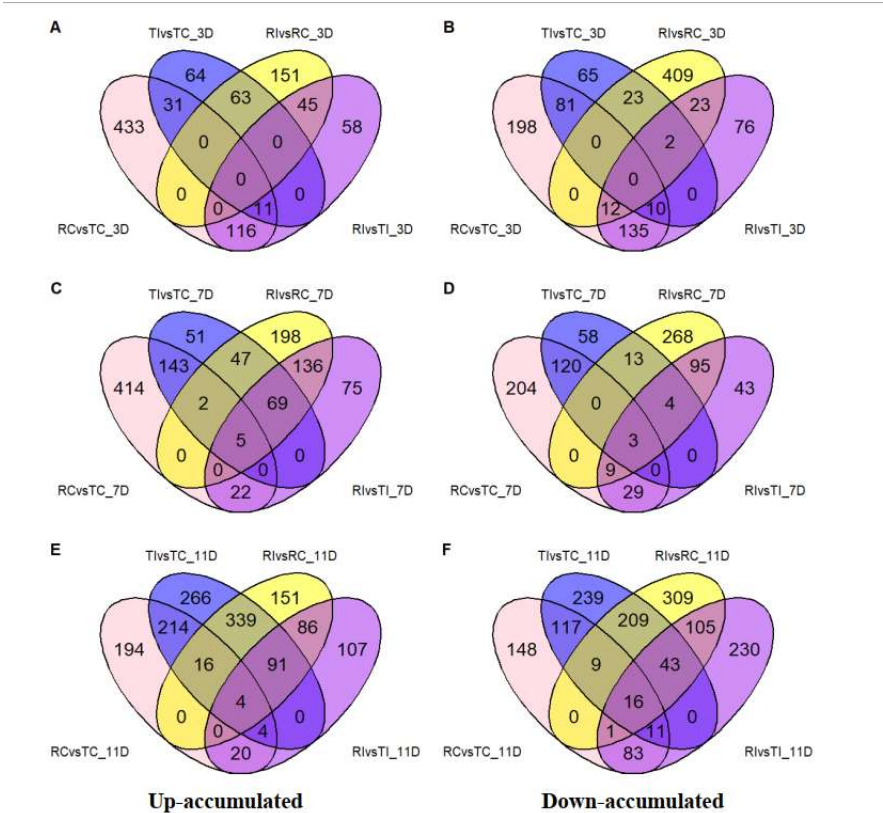 A
TIvsTC_3D RIvsRC_3D
64 151
31 63 45
433 0 0 58
0
0 0 11 0
116
RCvsTC_3D RIvsTI_3D
B
TIvsTC_3D RIvsRC_3D
65 409
81 23 23
198 0 2 76
0
0 12 10 0
135
RCvsTC_3D RIvsTI_3D
C
TIvsTC_7D RIvsRC_7D
51 198
143 47 136
414 2 69 75
5
0 0 0 0
22
RCvsTC_7D RIvsTI_7D
D
TIvsTC_7D RIvsRC_7D
58 268
120 13 95
204 0 4 43
3
0 9 0 0
29
RCvsTC_7D RIvsTI_7D
E
TIvsTC_11D RIvsRC_11D
266 151
214 339 86
194 16 91 107
4
0 0 4 0
20
RCvsTC_11D RIvsTI_11D
F
TIvsTC_11D RIvsRC_11D
239 309
117 209 105
148 9 43 230
16
0 1 11 0
83
RCvsTC_11D RIvsTI_11D
Up-accumulated
Down-accumulated